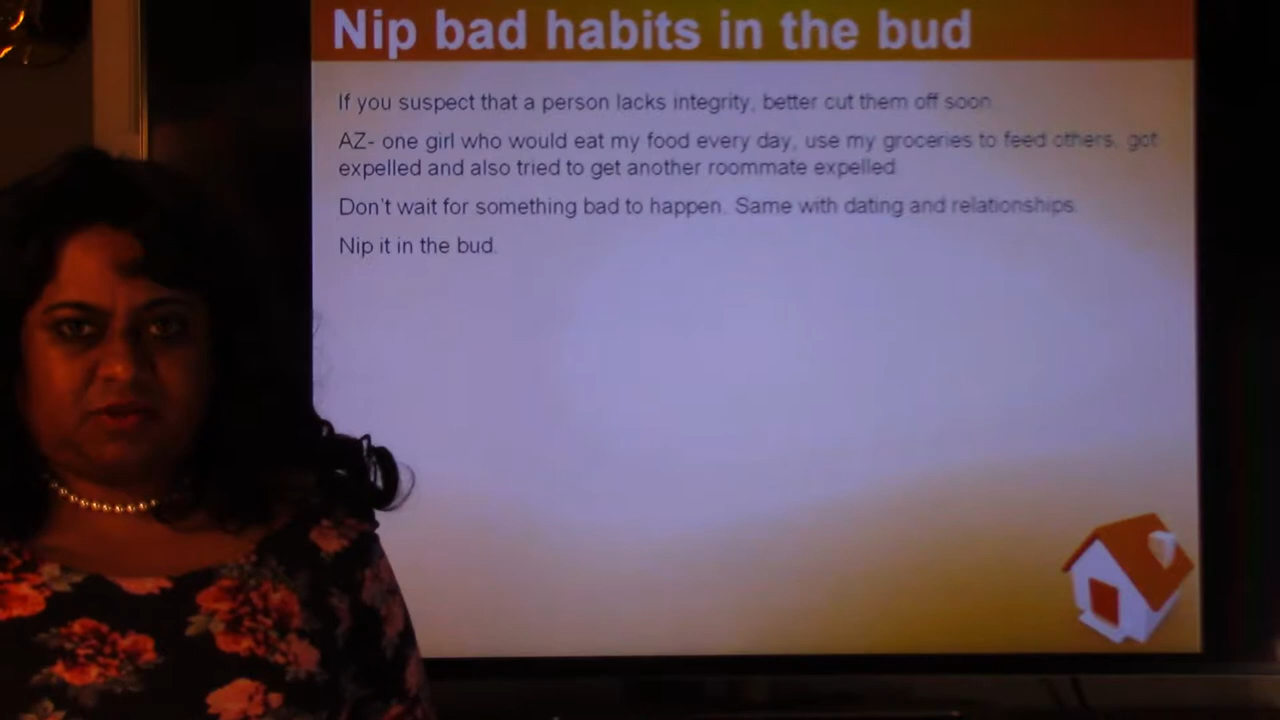 Nip bad habits in the bud
If you suspect that a person lacks integrity, better cut them off soon
AZ- one girl who would eat my food every day, use my groceries to feed others, got
expelled and also tried to get another roommate expelled
Don't wait for something bad to happen. Same with dating and relationships.
Nip it in the bud.